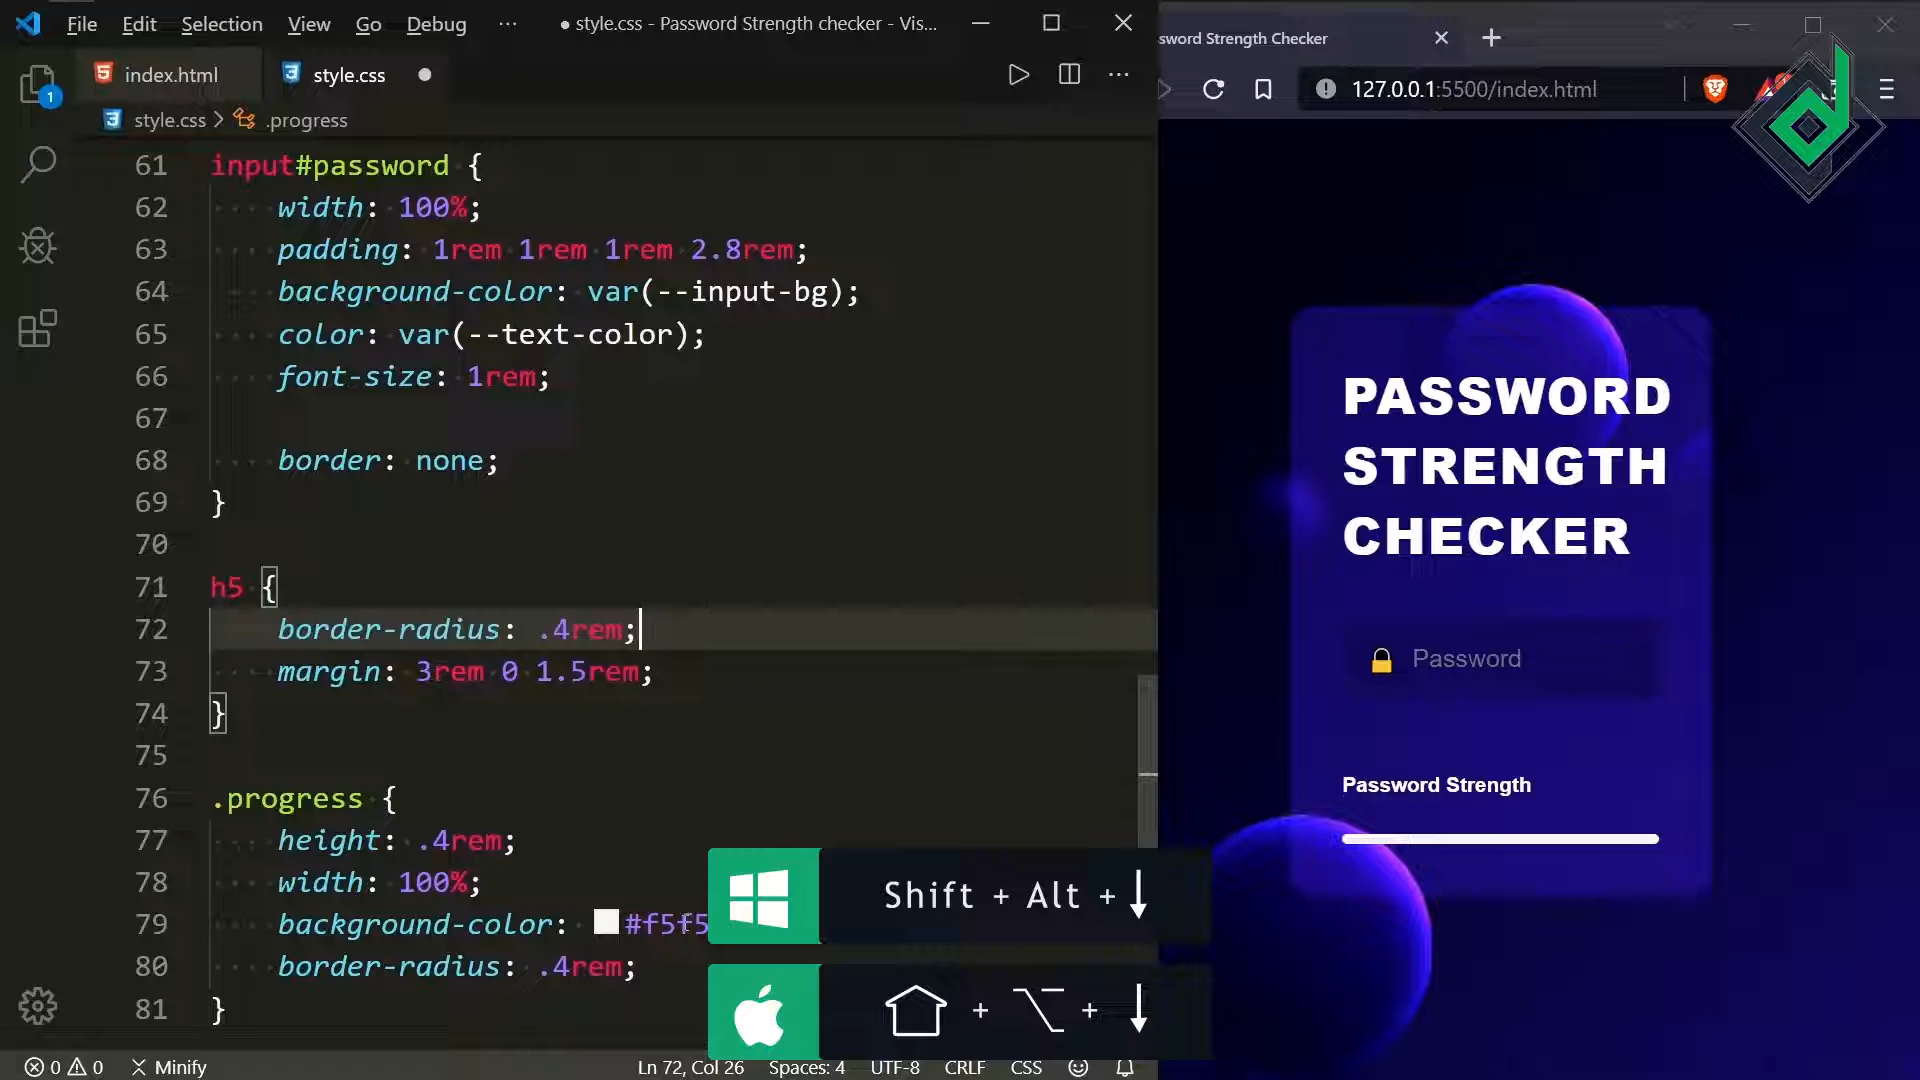 File Edit Selection View Go Debug ··· ● style.css - Password Strength checker - Vis...
index.html style.css ●
style.css > .progress
61 input#password {
62 width: 100%;
63 padding: 1rem 1rem 1rem 2.8rem;
64 background-color: var(--input-bg);
65 color: var(--text-color);
66 font-size: 1rem;
67
68 border: none;
69 }
70
71 h5 {
72 border-radius: .4rem;
73 margin: 3rem 0 1.5rem;
74 }
75
76 .progress {
77 height: .4rem;
78 width: 100%;
79 background-color: #f5f5
80 border-radius: .4rem;
81 }
1
0 0 Minify Ln 72, Col 26 Spaces: 4 UTF-8 CRLF CSS
Shift + Alt + ↓
+ ⌥ + ↓
sword Strength Checker
127.0.0.1:5500/index.html
PASSWORD
STRENGTH
CHECKER
Password
Password Strength